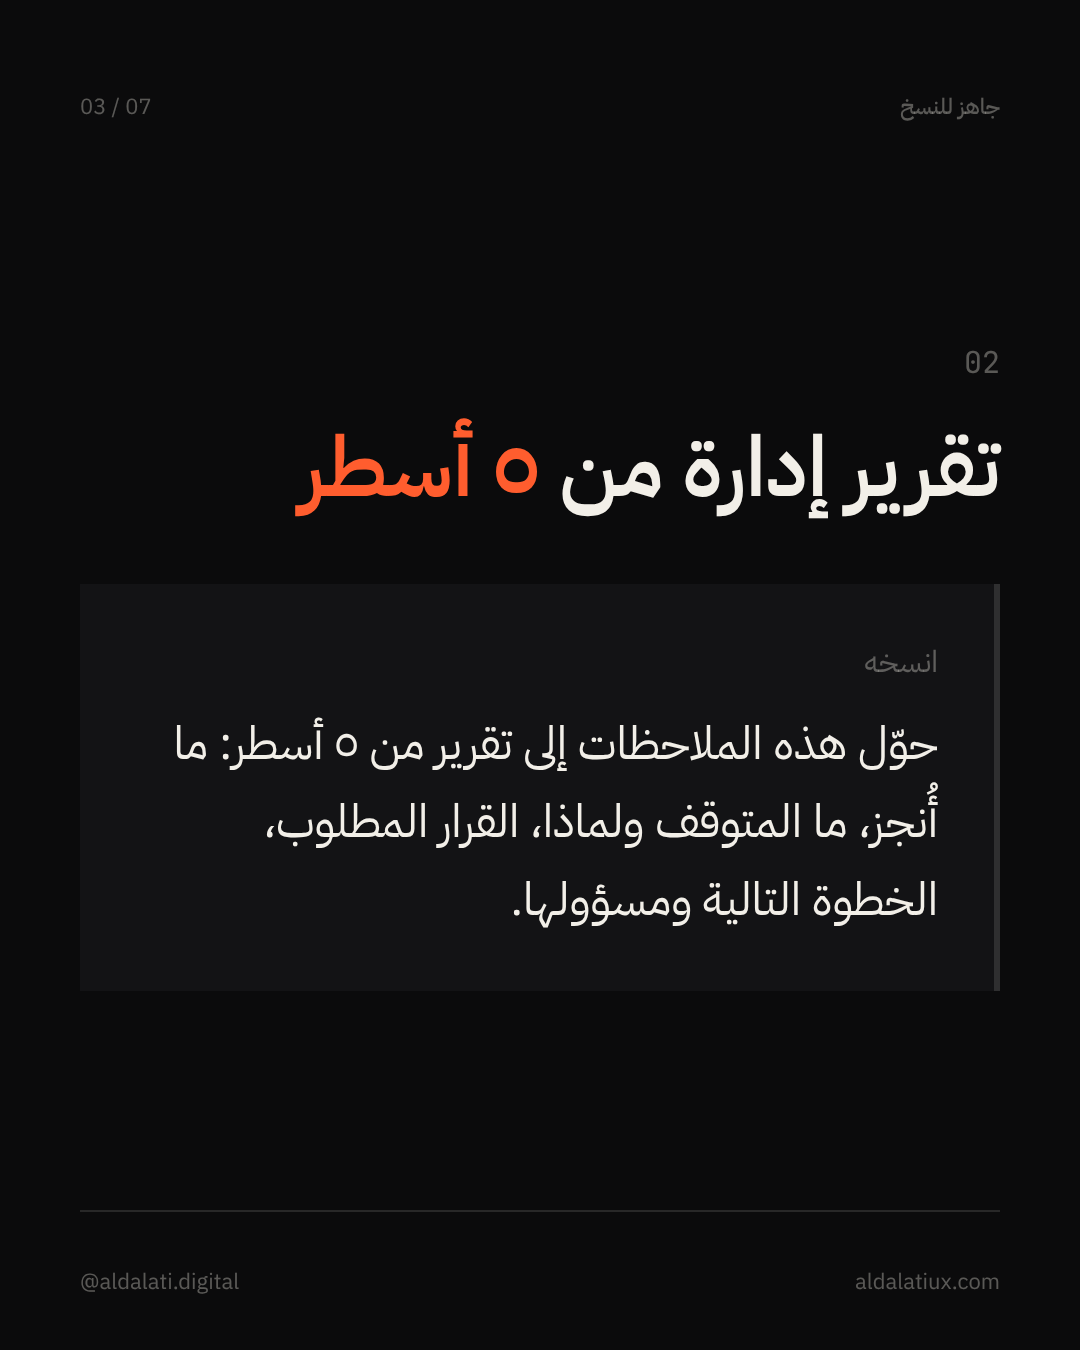 جاهز للنسخ
03 / 07
02
تقرير إدارة من ٥ أسطر
انسخه
حوّل هذه الملاحظات إلى تقرير من ٥ أسطر: ما
أُنجز، ما المتوقف ولماذا، القرار المطلوب،
الخطوة التالية ومسؤولها.
aldalatiux.com
@aldalati.digital